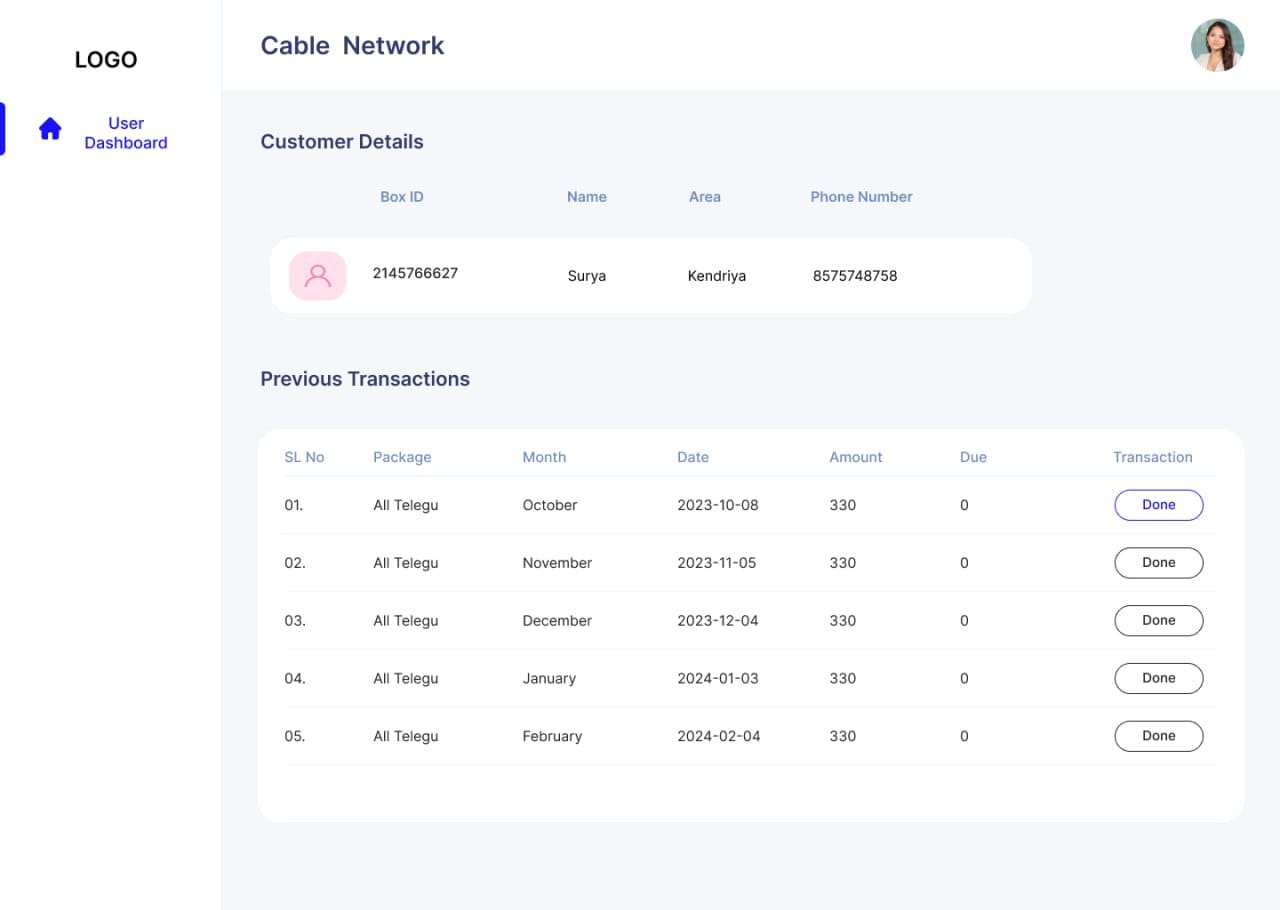 LOGO
Cable Network
User
Dashboard
Customer Details
Box ID Name Area Phone Number
2145766627 Surya Kendriya 8575748758
Previous Transactions
SL No Package Month Date Amount Due Transaction
01. All Telegu October 2023-10-08 330 0 Done
02. All Telegu November 2023-11-05 330 0 Done
03. All Telegu December 2023-12-04 330 0 Done
04. All Telegu January 2024-01-03 330 0 Done
05. All Telegu February 2024-02-04 330 0 Done